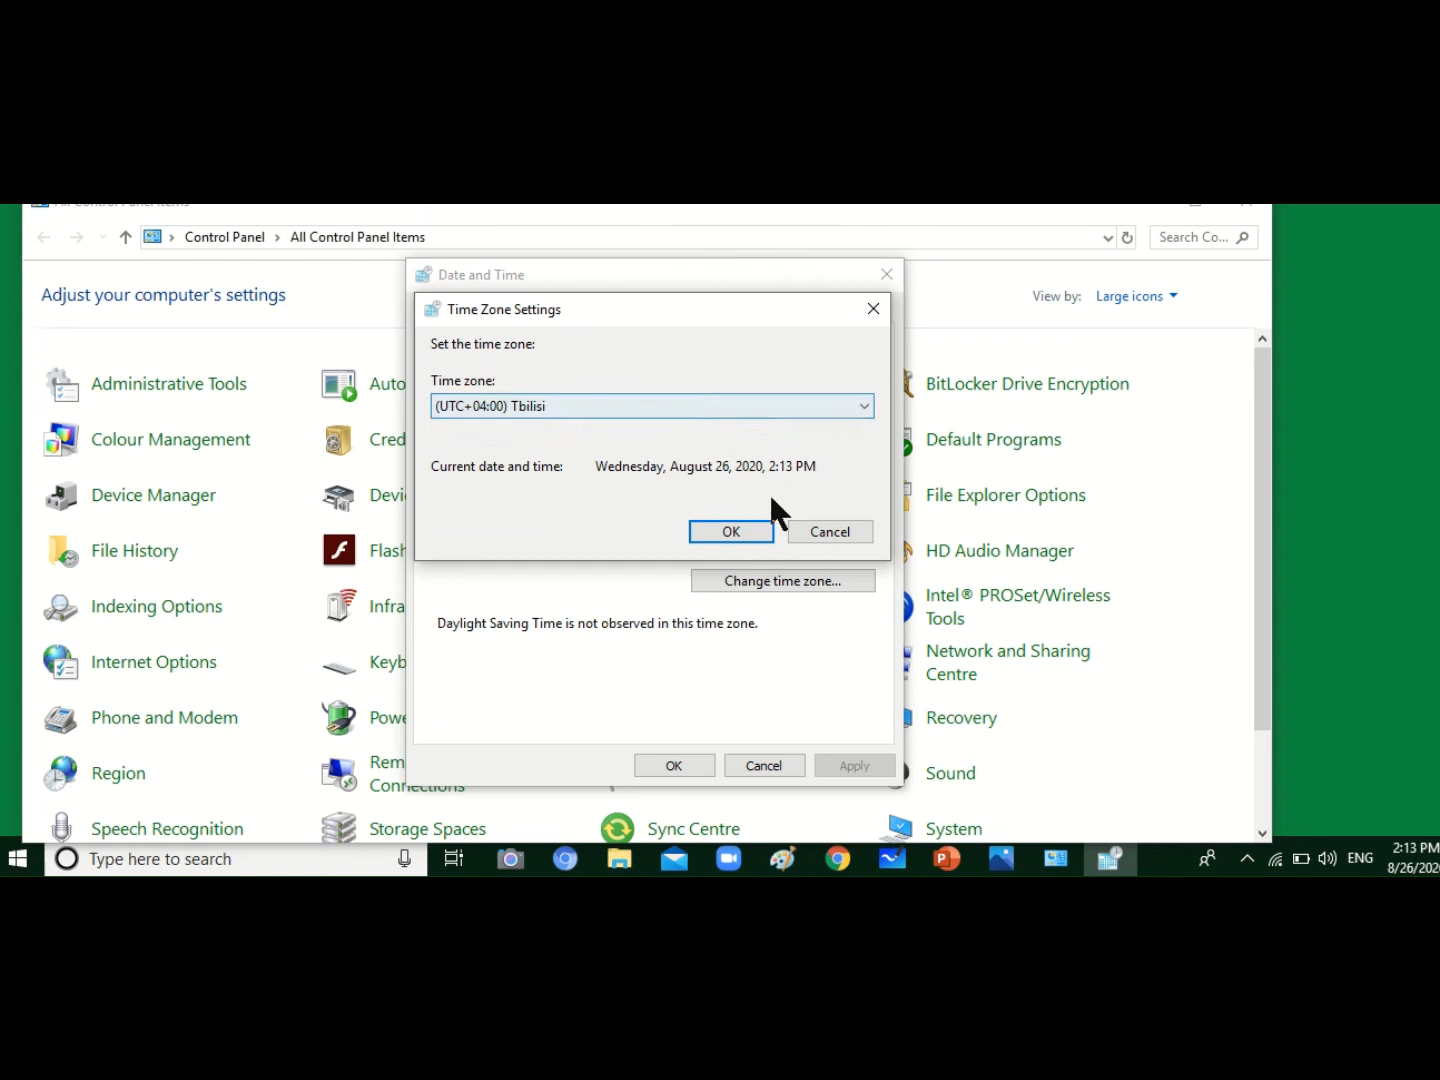 Control Panel > All Control Panel Items
Search Co...
Date and Time
Adjust your computer's settings
View by: Large icons
Time Zone Settings
Set the time zone:
Time zone:
(UTC+04:00) Tbilisi
Current date and time: Wednesday, August 26, 2020, 2:13 PM
OK Cancel
Change time zone...
Daylight Saving Time is not observed in this time zone.
OK Cancel Apply
Administrative Tools
Auto
BitLocker Drive Encryption
Colour Management
Cred
Default Programs
Device Manager
Devi
File Explorer Options
File History
Flash
HD Audio Manager
Indexing Options
Infra
Intel® PROSet/Wireless
Tools
Internet Options
Keyb
Network and Sharing
Centre
Phone and Modem
Powe
Recovery
Region
Rem
Connections
Sound
Speech Recognition
Storage Spaces
Sync Centre
System
Type here to search
ENG
2:13 PM
8/26/202